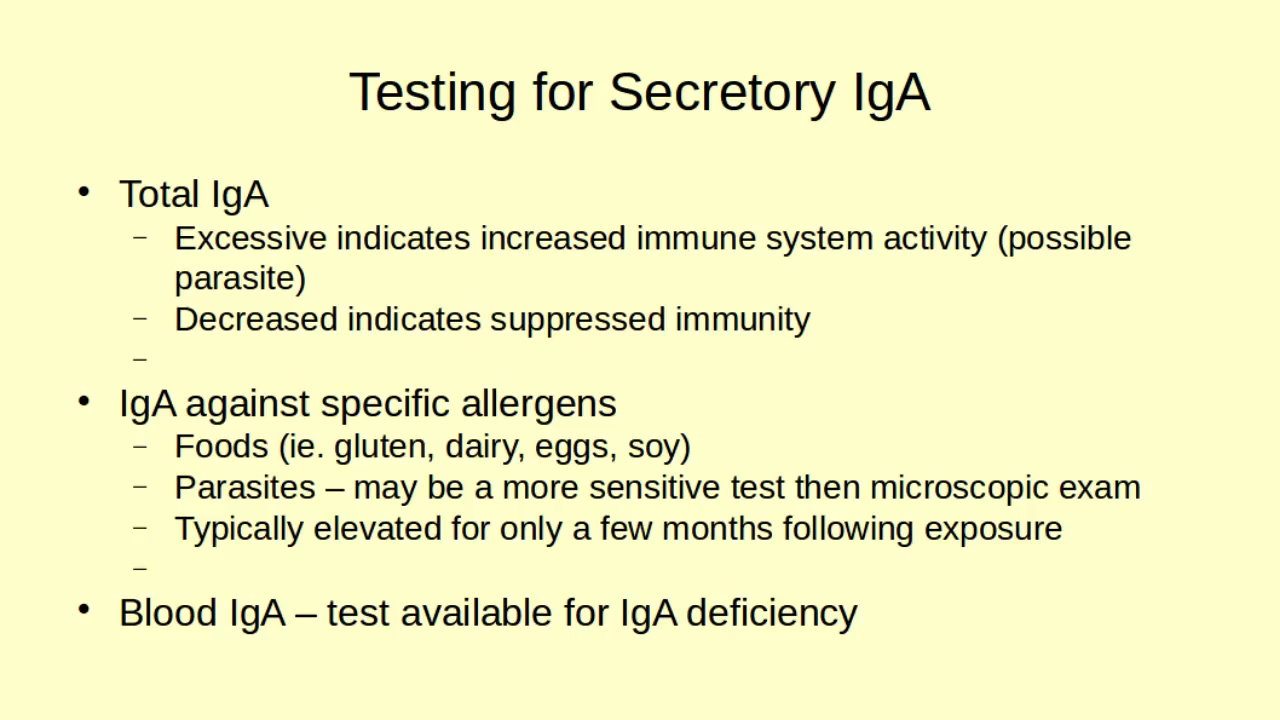 Testing for Secretory IgA
• Total IgA
– Excessive indicates increased immune system activity (possible
parasite)
– Decreased indicates suppressed immunity
–
• IgA against specific allergens
– Foods (ie. gluten, dairy, eggs, soy)
– Parasites – may be a more sensitive test then microscopic exam
– Typically elevated for only a few months following exposure
–
• Blood IgA – test available for IgA deficiency